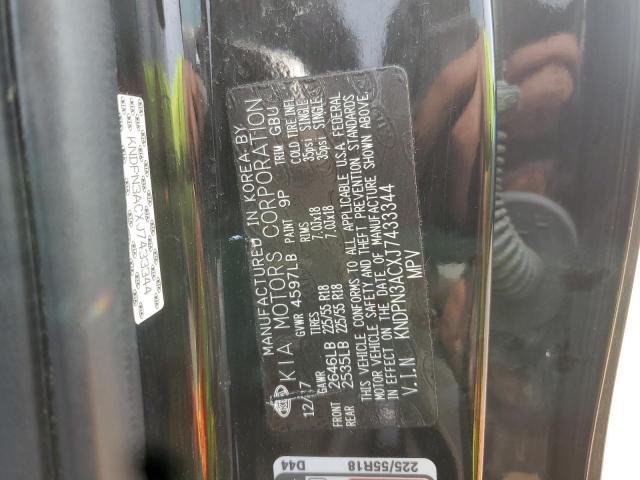 KNDPN3ACXJ7433344
MANUFACTURED IN KOREA BY
KIA MOTORS CORPORATION
12/17 GVWR 4597LB PAINT 9P TRIM GBU
GAWR TIRES RIMS COLD TIRE INFL
FRONT 2646LB 225/55 R18 7.0Jx18 35psi SINGLE
REAR 2535LB 225/55 R18 7.0Jx18 35psi SINGLE
THIS VEHICLE CONFORMS TO ALL APPLICABLE U.S.A. FEDERAL
MOTOR VEHICLE SAFETY AND THEFT PREVENTION STANDARDS
IN EFFECT ON THE DATE OF MANUFACTURE SHOWN ABOVE.
V.I.N KNDPN3ACXJ7433344
MPV
225/55R18
D44